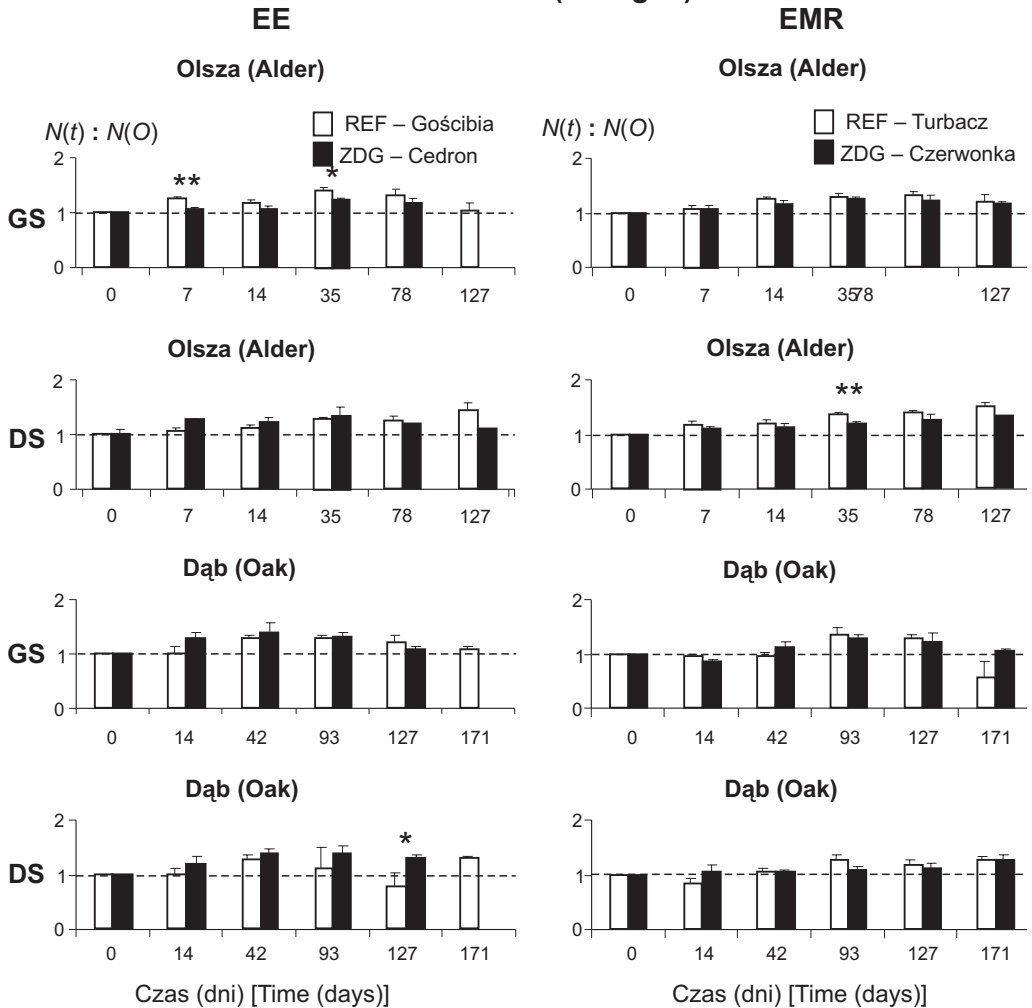 EE EMR
Olsza (Alder) Olsza (Alder)
N(t) : N(O) REF – Gościbia N(t) : N(O) REF – Turbacz
ZDG – Cedron ZDG – Czerwonka
2 ** * 2
GS 1 1
0 0
0 7 14 35 78 127 0 7 14 3578 127
Olsza (Alder) Olsza (Alder)
2 2 **
DS 1 1
0 0
0 7 14 35 78 127 0 7 14 35 78 127
Dąb (Oak) Dąb (Oak)
2 2
GS 1 1
0 0
0 14 42 93 127 171 0 14 42 93 127 171
Dąb (Oak) Dąb (Oak)
2 * 2
DS 1 1
0 0
0 14 42 93 127 171 0 14 42 93 127 171
Czas (dni) [Time (days)] Czas (dni) [Time (days)]